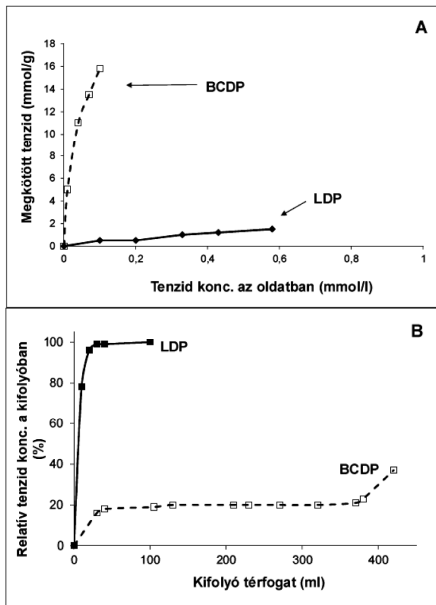 A
Megkötött tenzid (mmol/g)
18
16
14
12
10
8
6
4
2
0
BCDP
LDP
0
0,2
0,4
0,6
0,8
1
Tenzid konc. az oldatban (mmol/l)
B
Relatív tenzid konc. a kifolyóban
(%)
100
80
60
40
20
0
LDP
BCDP
0
100
200
300
400
Kifolyó térfogat (ml)